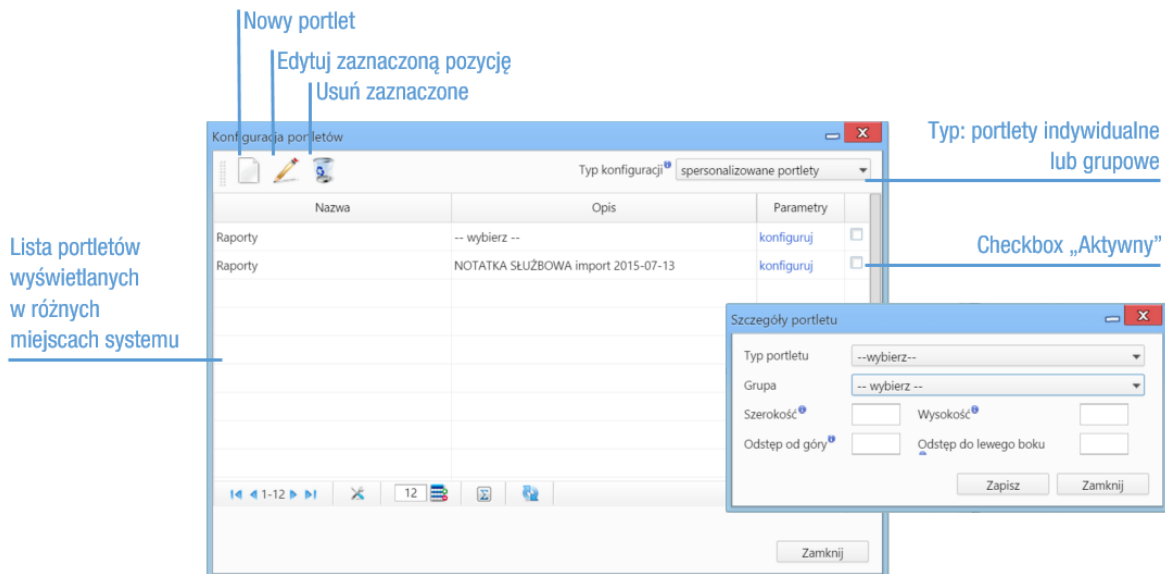 Nowy portlet
Edytuj zaznaczoną pozycję
Usuń zaznaczone
Konfiguracja portletów
Typ: portlety indywidualne
lub grupowe
Typ konfiguracji spersonalizowane portlety
Nazwa Opis Parametry
Raporty -- wybierz -- konfiguruj
Raporty NOTATKA SŁUŻBOWA import 2015-07-13 konfiguruj
Checkbox „Aktywny”
Lista portletów
wyświetlanych
w różnych
miejscach systemu
Szczegóły portletu
Typ portletu --wybierz--
Grupa -- wybierz --
Szerokość Wysokość
Odstęp od góry Odstęp do lewego boku
Zapisz Zamknij
1-12 12
Zamknij